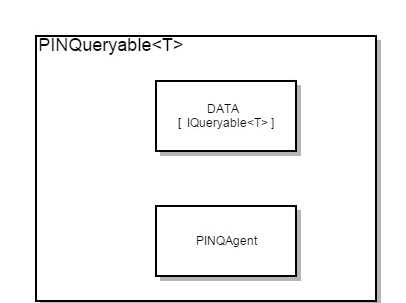 PINQueryable<T>
DATA
[ IQueryable<T> ]
PINQAgent